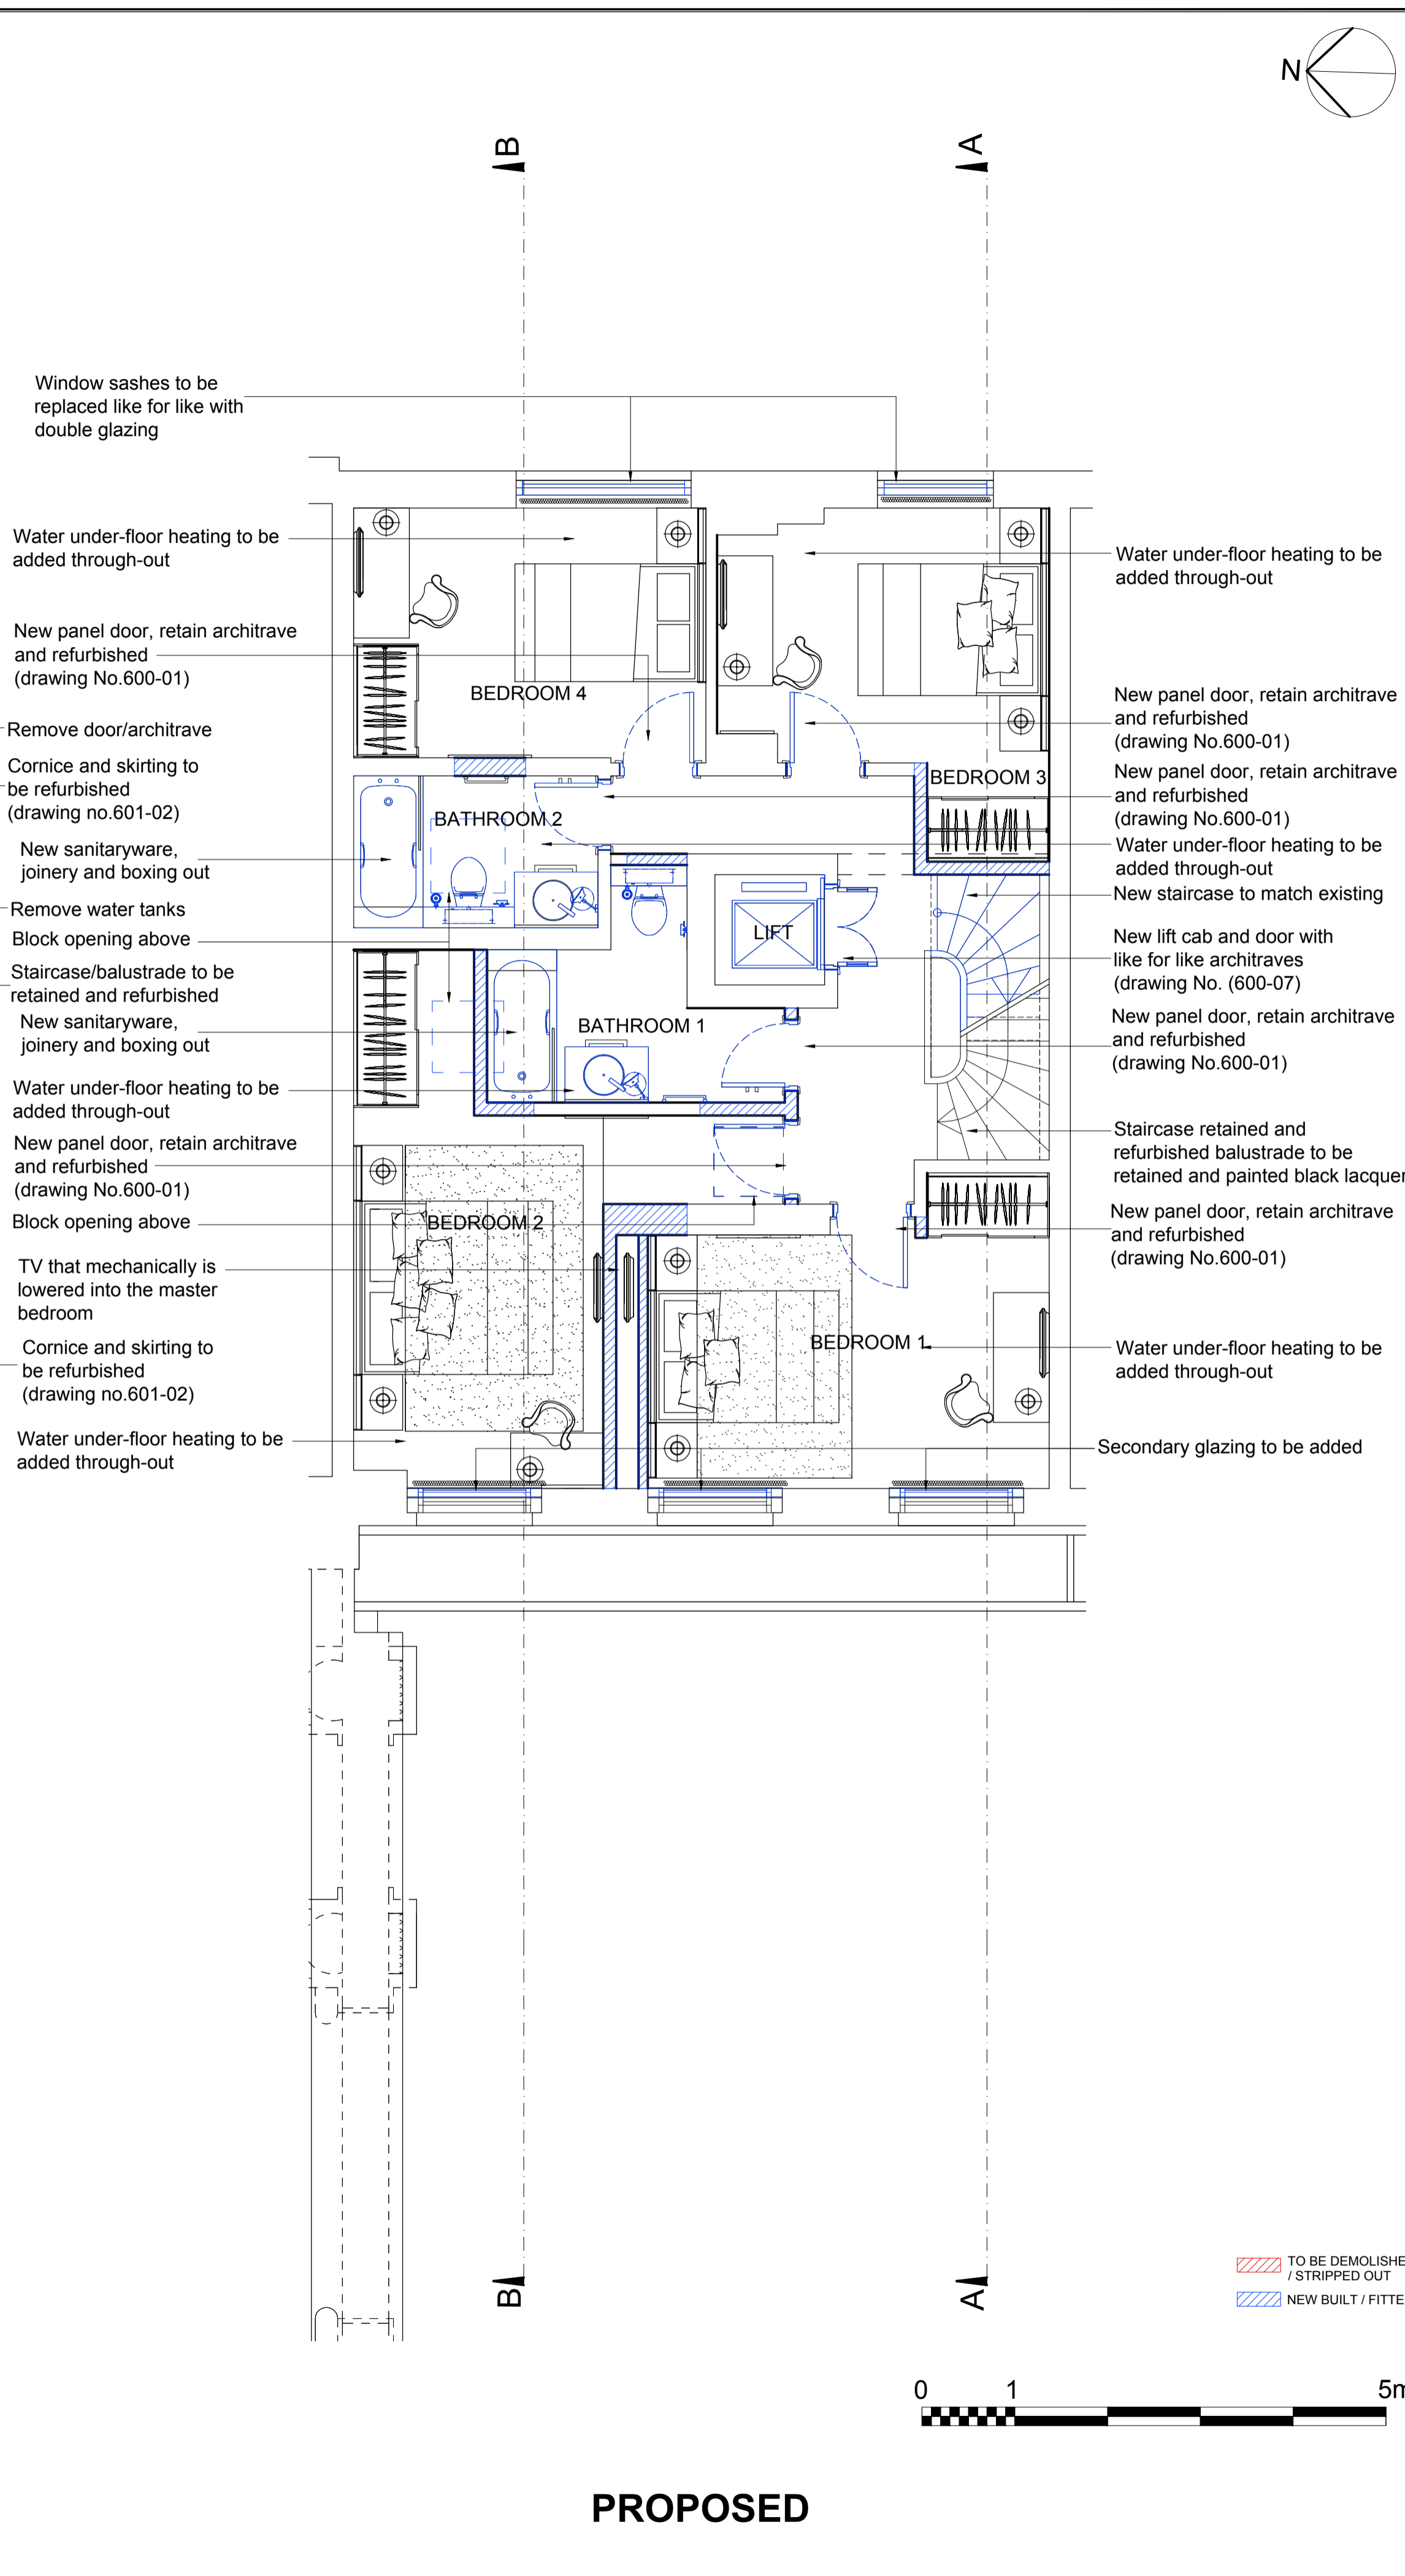 N
B
A
Window sashes to be
replaced like for like with
double glazing
Water under-floor heating to be
added through-out
New panel door, retain architrave
and refurbished
(drawing No.600-01)
Remove door/architrave
Cornice and skirting to
be refurbished
(drawing no.601-02)
New sanitaryware,
joinery and boxing out
Remove water tanks
Block opening above
Staircase/balustrade to be
retained and refurbished
New sanitaryware,
joinery and boxing out
Water under-floor heating to be
added through-out
New panel door, retain architrave
and refurbished
(drawing No.600-01)
Block opening above
TV that mechanically is
lowered into the master
bedroom
Cornice and skirting to
be refurbished
(drawing no.601-02)
Water under-floor heating to be
added through-out
BEDROOM 4
BEDROOM 3
BATHROOM 2
LIFT
BATHROOM 1
BEDROOM 2
BEDROOM 1
Water under-floor heating to be
added through-out
New panel door, retain architrave
and refurbished
(drawing No.600-01)
New panel door, retain architrave
and refurbished
(drawing No.600-01)
Water under-floor heating to be
added through-out
New staircase to match existing
New lift cab and door with
like for like architraves
(drawing No. (600-07)
New panel door, retain architrave
and refurbished
(drawing No.600-01)
Staircase retained and
refurbished balustrade to be
retained and painted black lacquer
New panel door, retain architrave
and refurbished
(drawing No.600-01)
Water under-floor heating to be
added through-out
Secondary glazing to be added
B
A
TO BE DEMOLISHE
/ STRIPPED OUT
NEW BUILT / FITTE
0 1 5m
PROPOSED